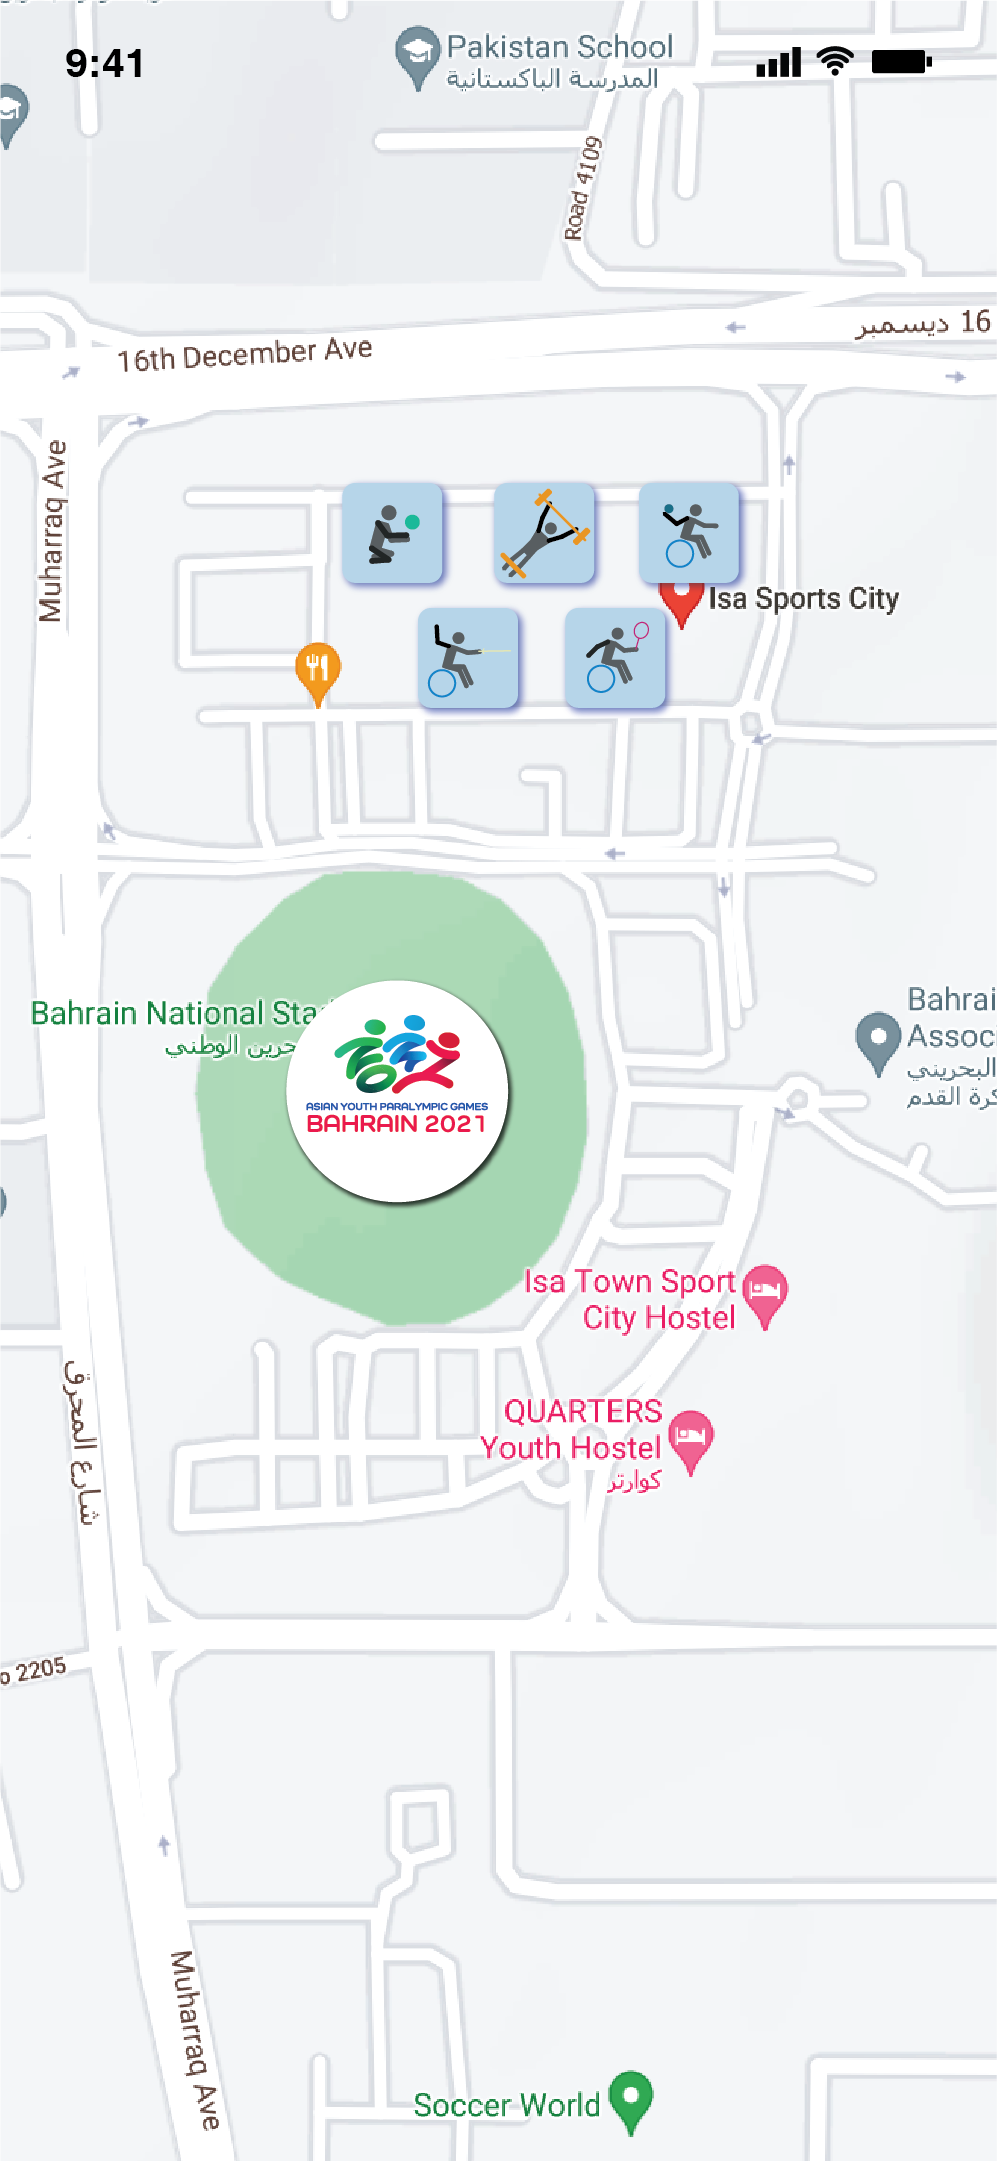 9:41
Pakistan School
المدرسة الباكستانية
Road 4109
16 ديسمبر
16th December Ave
Muharraq Ave
Isa Sports City
Bahrain National Sta
حرين الوطني
ASIAN YOUTH PARALYMPIC GAMES
BAHRAIN 2021
Bahrai
Assoc
البحريني
كرة القدم
Isa Town Sport
City Hostel
QUARTERS
Youth Hostel
كوارتر
شارع المحرق
2205
Muharraq Ave
Soccer World